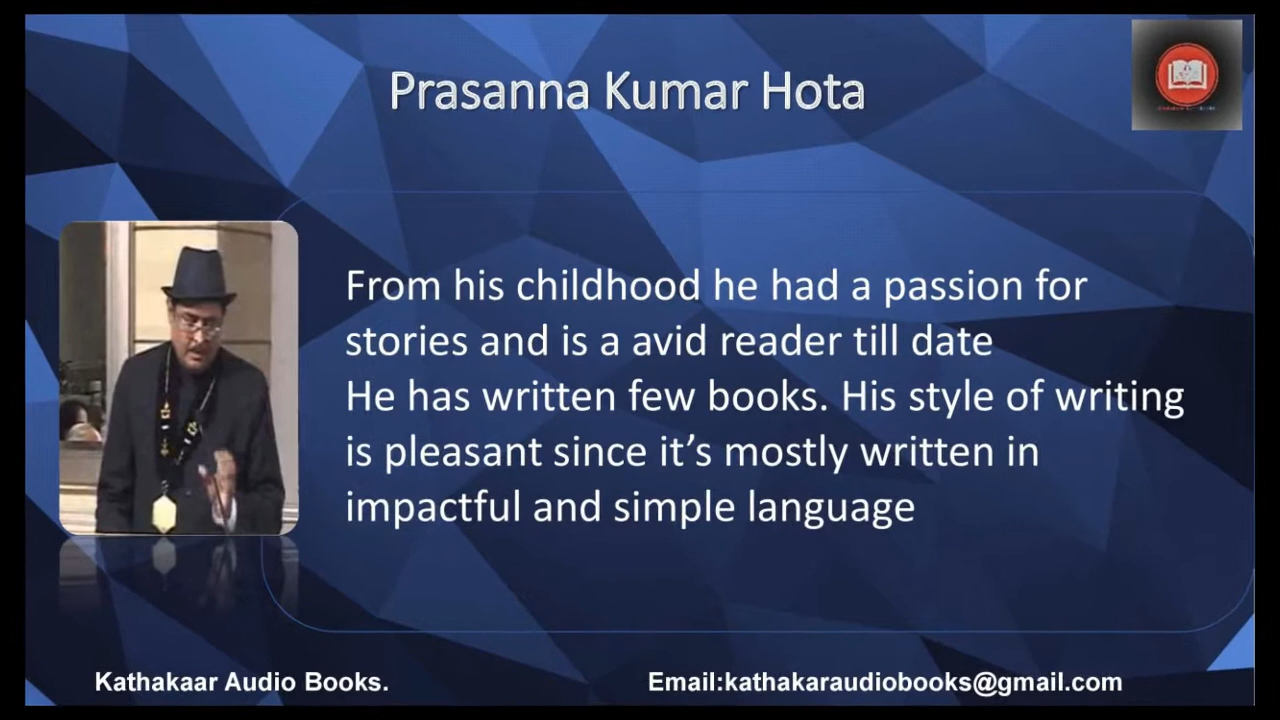 Prasanna Kumar Hota
From his childhood he had a passion for
stories and is a avid reader till date
He has written few books. His style of writing
is pleasant since it’s mostly written in
impactful and simple language
Kathakaar Audio Books.
Email:kathakaraudiobooks@gmail.com